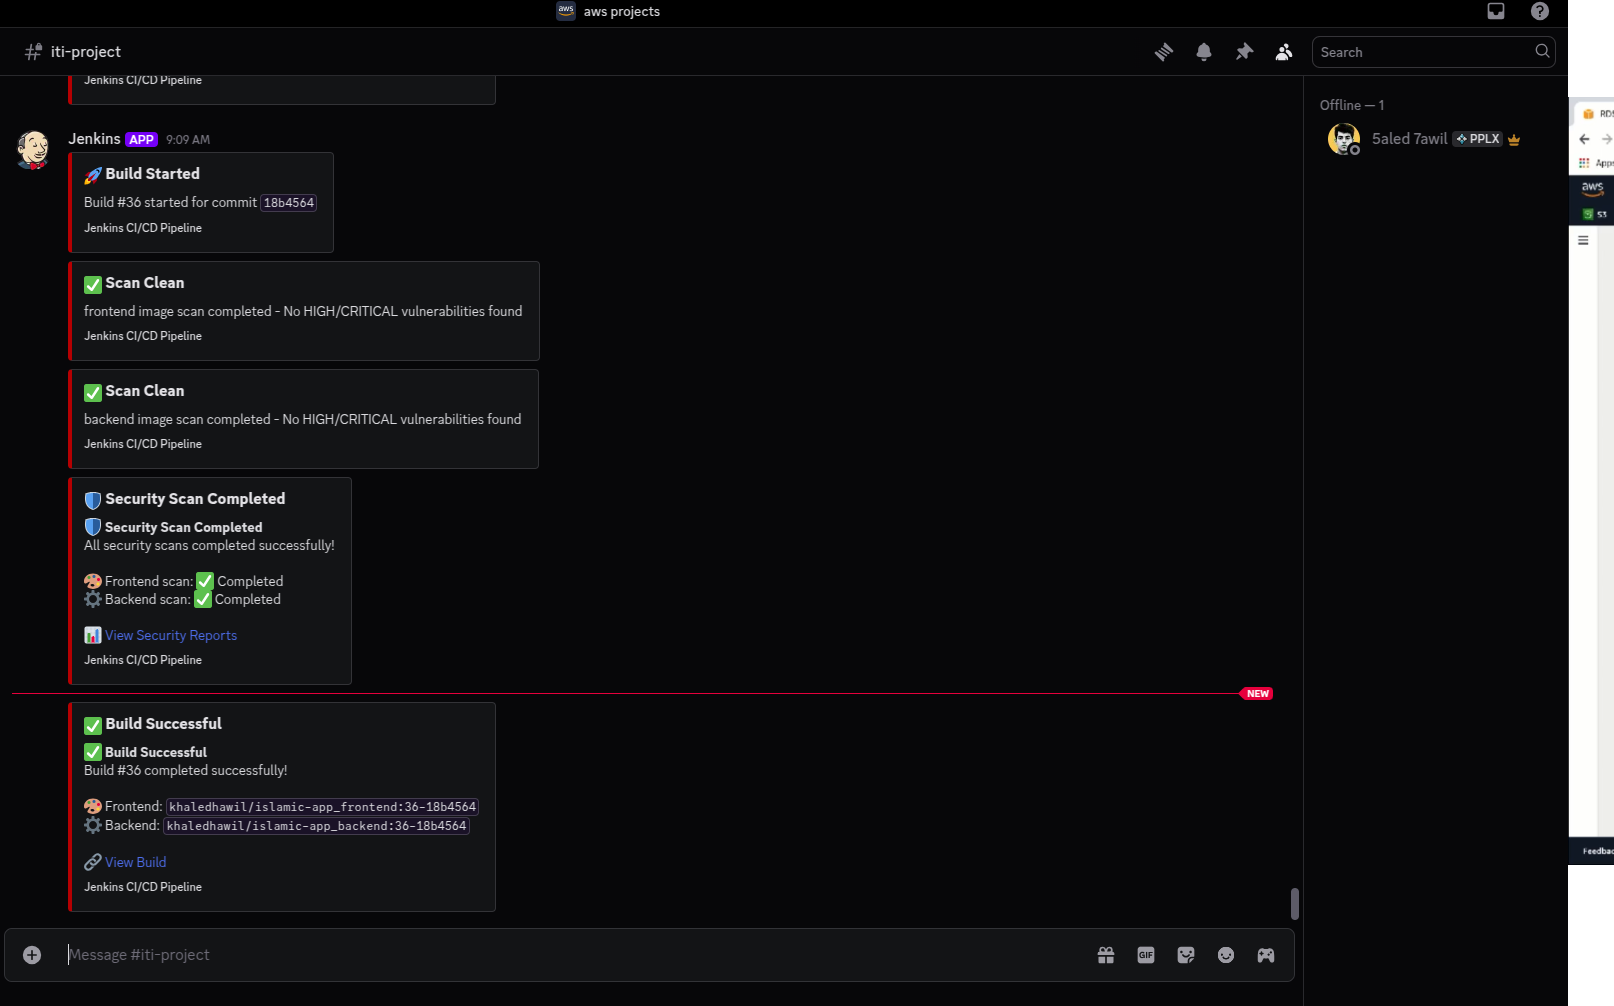 aws projects
iti-project
Search
Jenkins CI/CD Pipeline
Jenkins APP 9:09 AM
Build Started
Build #36 started for commit 18b4564
Jenkins CI/CD Pipeline
Scan Clean
frontend image scan completed - No HIGH/CRITICAL vulnerabilities found
Jenkins CI/CD Pipeline
Scan Clean
backend image scan completed - No HIGH/CRITICAL vulnerabilities found
Jenkins CI/CD Pipeline
Security Scan Completed
Security Scan Completed
All security scans completed successfully!
Frontend scan: Completed
Backend scan: Completed
View Security Reports
Jenkins CI/CD Pipeline
NEW
Build Successful
Build Successful
Build #36 completed successfully!
Frontend: khaledhawil/islamic-app_frontend:36-18b4564
Backend: khaledhawil/islamic-app_backend:36-18b4564
View Build
Jenkins CI/CD Pipeline
Message #iti-project
GIF
Offline — 1
5aled 7awil PPLX
RDS
Apps
aws
S3
Feedbac